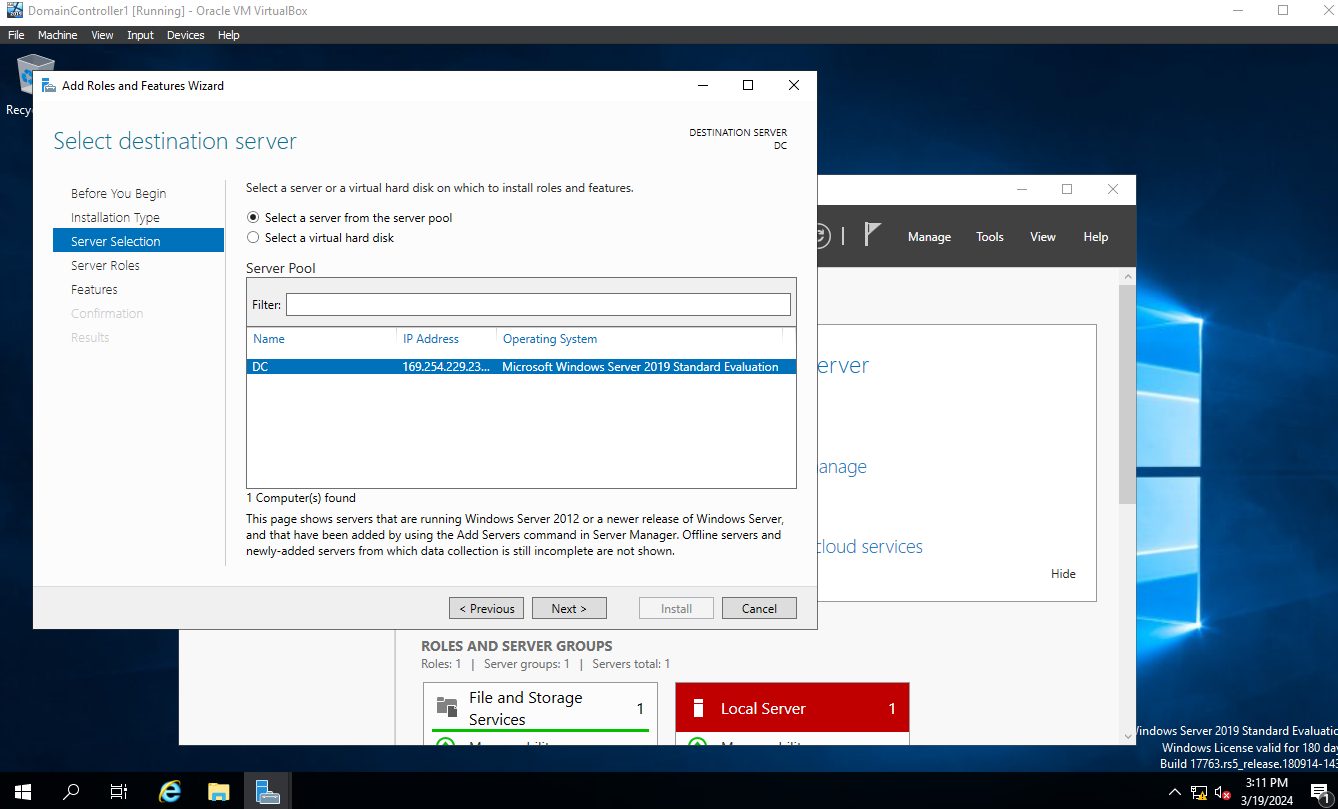 DomainController1 [Running] - Oracle VM VirtualBox
File Machine View Input Devices Help
Add Roles and Features Wizard
Select destination server
DESTINATION SERVER
DC
Before You Begin
Installation Type
Server Selection
Server Roles
Features
Confirmation
Results
Select a server or a virtual hard disk on which to install roles and features.
Select a server from the server pool
Select a virtual hard disk
Server Pool
Filter:
Name IP Address Operating System
DC 169.254.229.23... Microsoft Windows Server 2019 Standard Evaluation
1 Computer(s) found
This page shows servers that are running Windows Server 2012 or a newer release of Windows Server,
and that have been added by using the Add Servers command in Server Manager. Offline servers and
newly-added servers from which data collection is still incomplete are not shown.
< Previous Next > Install Cancel
Manage Tools View Help
erver
anage
cloud services
Hide
ROLES AND SERVER GROUPS
Roles: 1 | Server groups: 1 | Servers total: 1
File and Storage
Services
1
Local Server 1
Windows Server 2019 Standard Evaluatio
Windows License valid for 180 da
Build 17763.rs5_release.180914-143
3:11 PM
3/19/2024
1